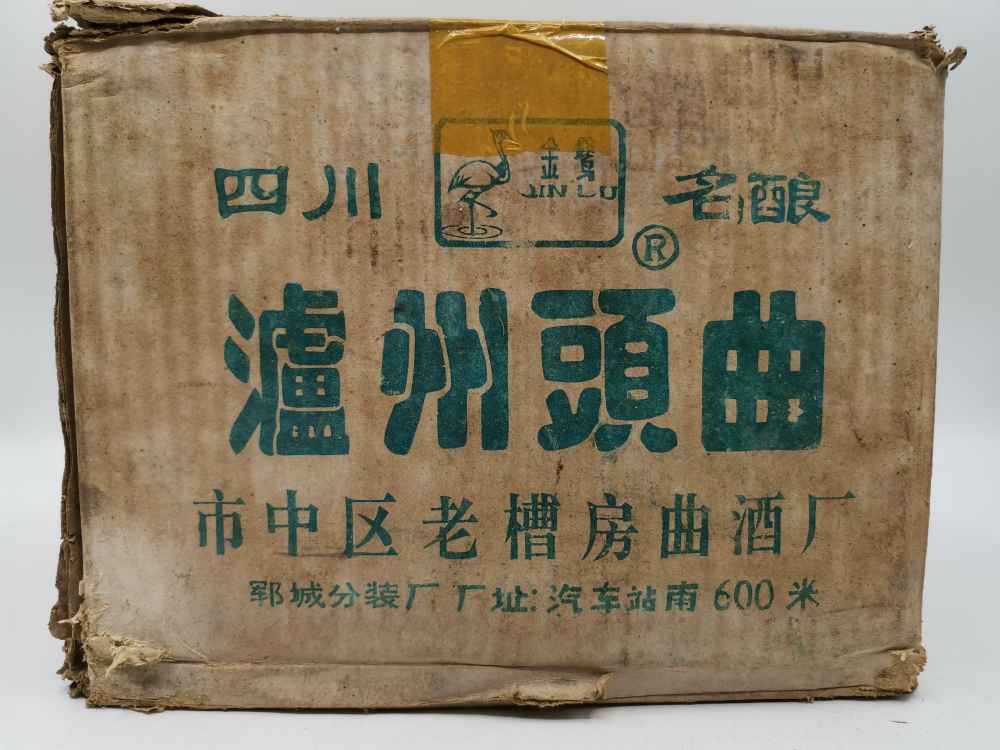 四川 名酿
金鹭
JIN LU
®
瀘州頭曲
市中区老槽房曲酒厂
郓城分装厂 厂址:汽车站南600米